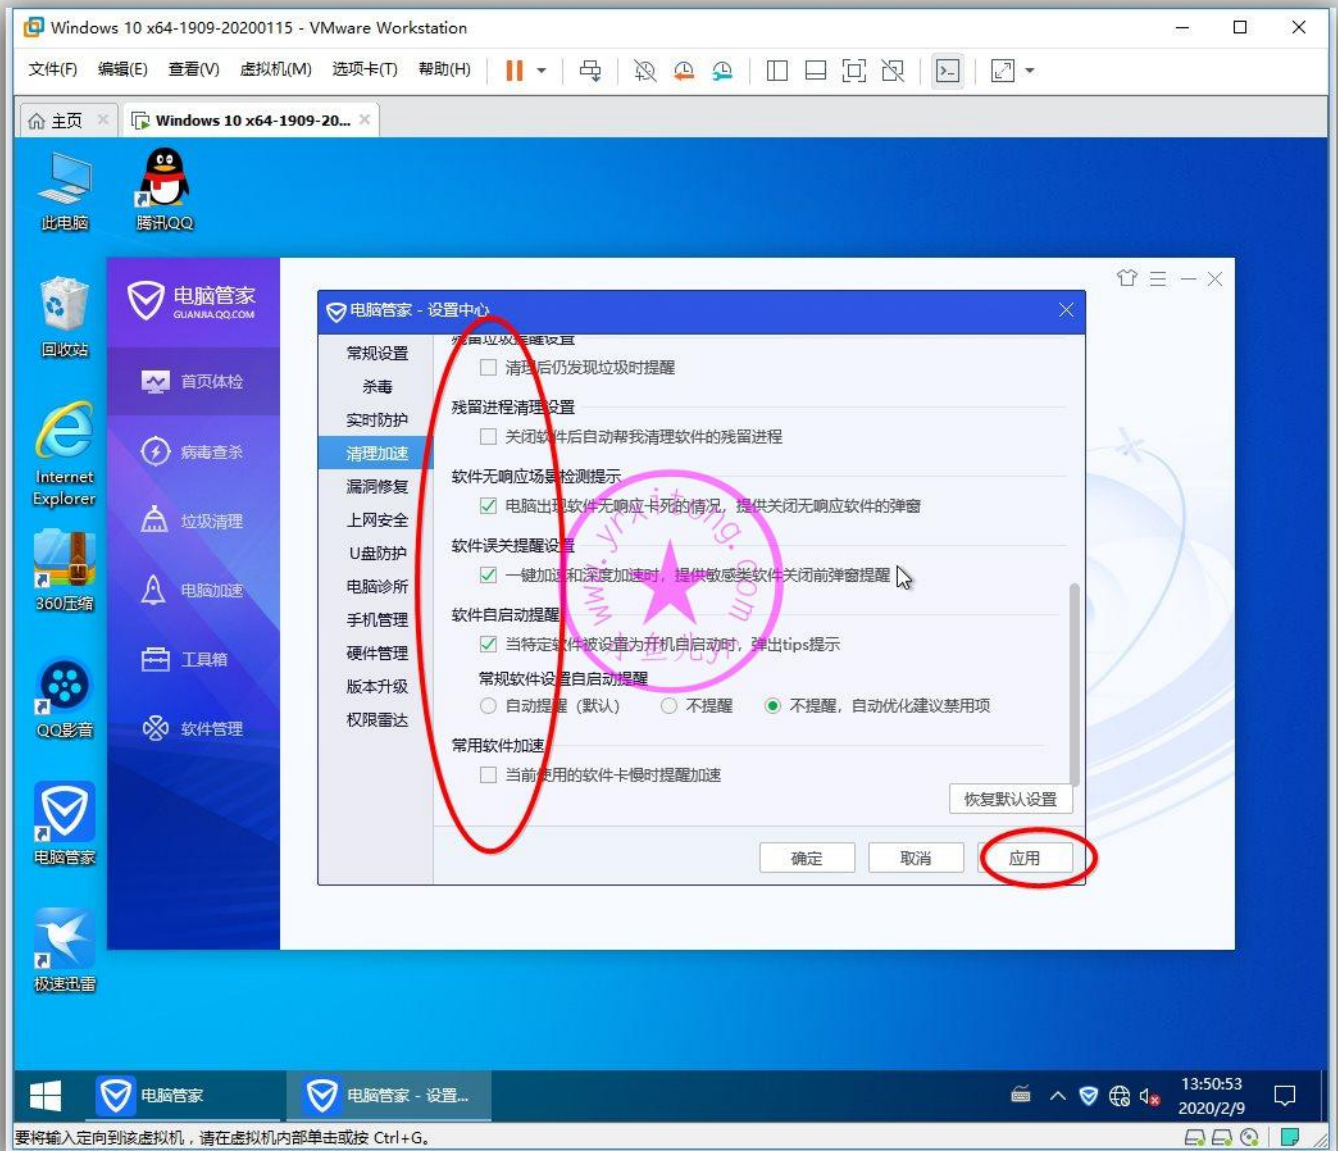 Windows 10 x64-1909-20200115 - VMware Workstation
文件(F) 编辑(E) 查看(V) 虚拟机(M) 选项卡(T) 帮助(H)
主页
Windows 10 x64-1909-20...
此电脑
腾讯QQ
回收站
Internet Explorer
360压缩
QQ影音
电脑管家
极速迅雷
电脑管家
GUANJIA.QQ.COM
首页体检
病毒查杀
垃圾清理
电脑加速
工具箱
软件管理
电脑管家 - 设置中心
常规设置
杀毒
实时防护
清理加速
漏洞修复
上网安全
U盘防护
电脑诊所
手机管理
硬件管理
版本升级
权限雷达
残留垃圾提醒设置
清理后仍发现垃圾时提醒
残留进程清理设置
关闭软件后自动帮我清理软件的残留进程
软件无响应场景检测提示
电脑出现软件无响应卡死的情况，提供关闭无响应软件的弹窗
软件误关提醒设置
一键加速和深度加速时，提供敏感类软件关闭前弹窗提醒
软件自启动提醒
当特定软件被设置为开机自启动时，弹出tips提示
常规软件设置自启动提醒
自动提醒（默认） 不提醒 不提醒，自动优化建议禁用项
常用软件加速
当前使用的软件卡慢时提醒加速
恢复默认设置
确定 取消 应用
www.yrxitong.com
小鱼儿yr
电脑管家
电脑管家 - 设置...
13:50:53
2020/2/9
要将输入定向到该虚拟机，请在虚拟机内部单击或按 Ctrl+G。